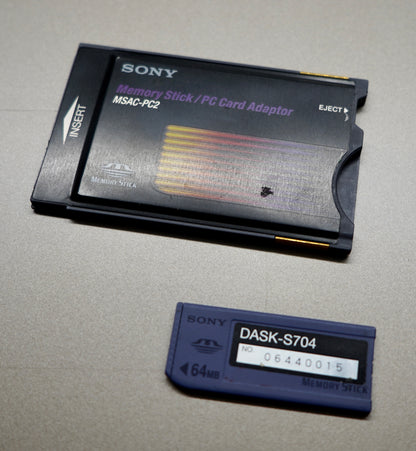 SONY
Memory Stick / PC Card Adaptor
MSAC-PC2
EJECT
INSERT
MEMORY STICK
SONY
DASK-S704
NO. 06440015
64MB
MEMORY STICK